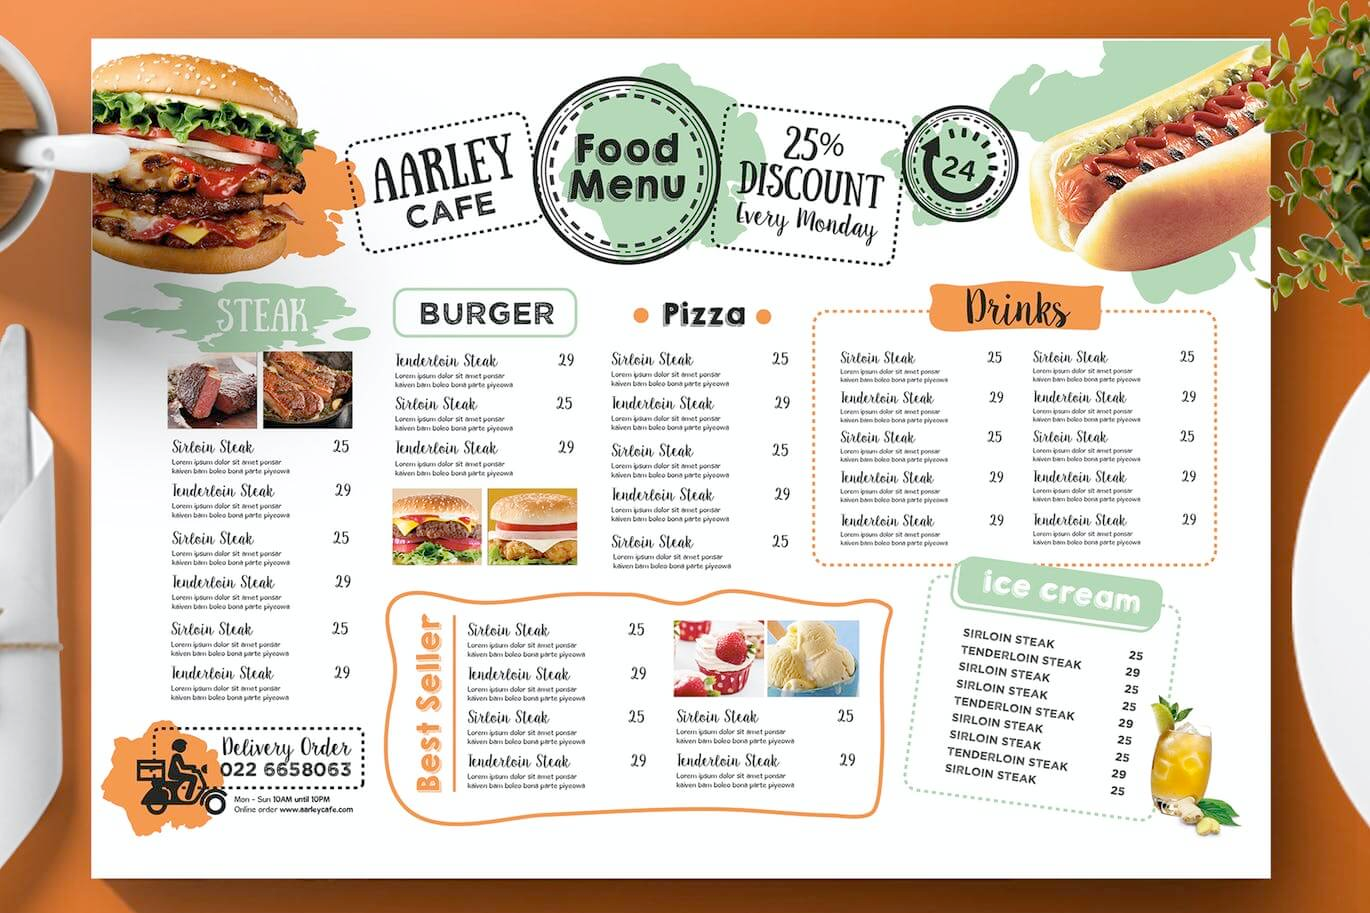 AARLEY
CAFE
Food
Menu
25%
DISCOUNT
Every Monday
24
STEAK
Sirloin Steak 25
Lorem ipsum dolor sit amet ponsar
kaiven bam boleo bona parte piyeowa
Tenderloin Steak 29
Lorem ipsum dolor sit amet ponsar
kaiven bam boleo bona parte piyeowa
Sirloin Steak 25
Lorem ipsum dolor sit amet ponsar
kaiven bam boleo bona parte piyeowa
Tenderloin Steak 29
Lorem ipsum dolor sit amet ponsar
kaiven bam boleo bona parte piyeowa
Sirloin Steak 25
Lorem ipsum dolor sit amet ponsar
kaiven bam boleo bona parte piyeowa
Tenderloin Steak 29
Lorem ipsum dolor sit amet ponsar
kaiven bam boleo bona parte piyeowa
Delivery Order
022 6658063
Mon - Sun 10AM until 10PM
Online order www.aarleycafe.com
BURGER
Tenderloin Steak 29
Lorem ipsum dolor sit amet ponsar
kaiven bam boleo bona parte piyeowa
Sirloin Steak 25
Lorem ipsum dolor sit amet ponsar
kaiven bam boleo bona parte piyeowa
Tenderloin Steak 29
Lorem ipsum dolor sit amet ponsar
kaiven bam boleo bona parte piyeowa
Pizza
Sirloin Steak 25
Lorem ipsum dolor sit amet ponsar
kaiven bam boleo bona parte piyeowa
Tenderloin Steak 29
Lorem ipsum dolor sit amet ponsar
kaiven bam boleo bona parte piyeowa
Sirloin Steak 25
Lorem ipsum dolor sit amet ponsar
kaiven bam boleo bona parte piyeowa
Tenderloin Steak 29
Lorem ipsum dolor sit amet ponsar
kaiven bam boleo bona parte piyeowa
Sirloin Steak 25
Lorem ipsum dolor sit amet ponsar
kaiven bam boleo bona parte piyeowa
Drinks
Sirloin Steak 25
Lorem ipsum dolor sit amet ponsar
kaiven bam boleo bona parte piyeowa
Tenderloin Steak 29
Lorem ipsum dolor sit amet ponsar
kaiven bam boleo bona parte piyeowa
Sirloin Steak 25
Lorem ipsum dolor sit amet ponsar
kaiven bam boleo bona parte piyeowa
Tenderloin Steak 29
Lorem ipsum dolor sit amet ponsar
kaiven bam boleo bona parte piyeowa
Tenderloin Steak 29
Lorem ipsum dolor sit amet ponsar
kaiven bam boleo bona parte piyeowa
Sirloin Steak 25
Lorem ipsum dolor sit amet ponsar
kaiven bam boleo bona parte piyeowa
Tenderloin Steak 29
Lorem ipsum dolor sit amet ponsar
kaiven bam boleo bona parte piyeowa
Sirloin Steak 25
Lorem ipsum dolor sit amet ponsar
kaiven bam boleo bona parte piyeowa
Tenderloin Steak 29
Lorem ipsum dolor sit amet ponsar
kaiven bam boleo bona parte piyeowa
Tenderloin Steak 29
Lorem ipsum dolor sit amet ponsar
kaiven bam boleo bona parte piyeowa
Best Seller
Sirloin Steak 25
Lorem ipsum dolor sit amet ponsar
kaiven bam boleo bona parte piyeowa
Tenderloin Steak 29
Lorem ipsum dolor sit amet ponsar
kaiven bam boleo bona parte piyeowa
Sirloin Steak 25
Lorem ipsum dolor sit amet ponsar
kaiven bam boleo bona parte piyeowa
Tenderloin Steak 29
Lorem ipsum dolor sit amet ponsar
kaiven bam boleo bona parte piyeowa
Sirloin Steak 25
Lorem ipsum dolor sit amet ponsar
kaiven bam boleo bona parte piyeowa
Tenderloin Steak 29
Lorem ipsum dolor sit amet ponsar
kaiven bam boleo bona parte piyeowa
ice cream
SIRLOIN STEAK 25
TENDERLOIN STEAK 29
SIRLOIN STEAK 25
SIRLOIN STEAK 25
TENDERLOIN STEAK 29
SIRLOIN STEAK 25
SIRLOIN STEAK 25
TENDERLOIN STEAK 29
SIRLOIN STEAK 25